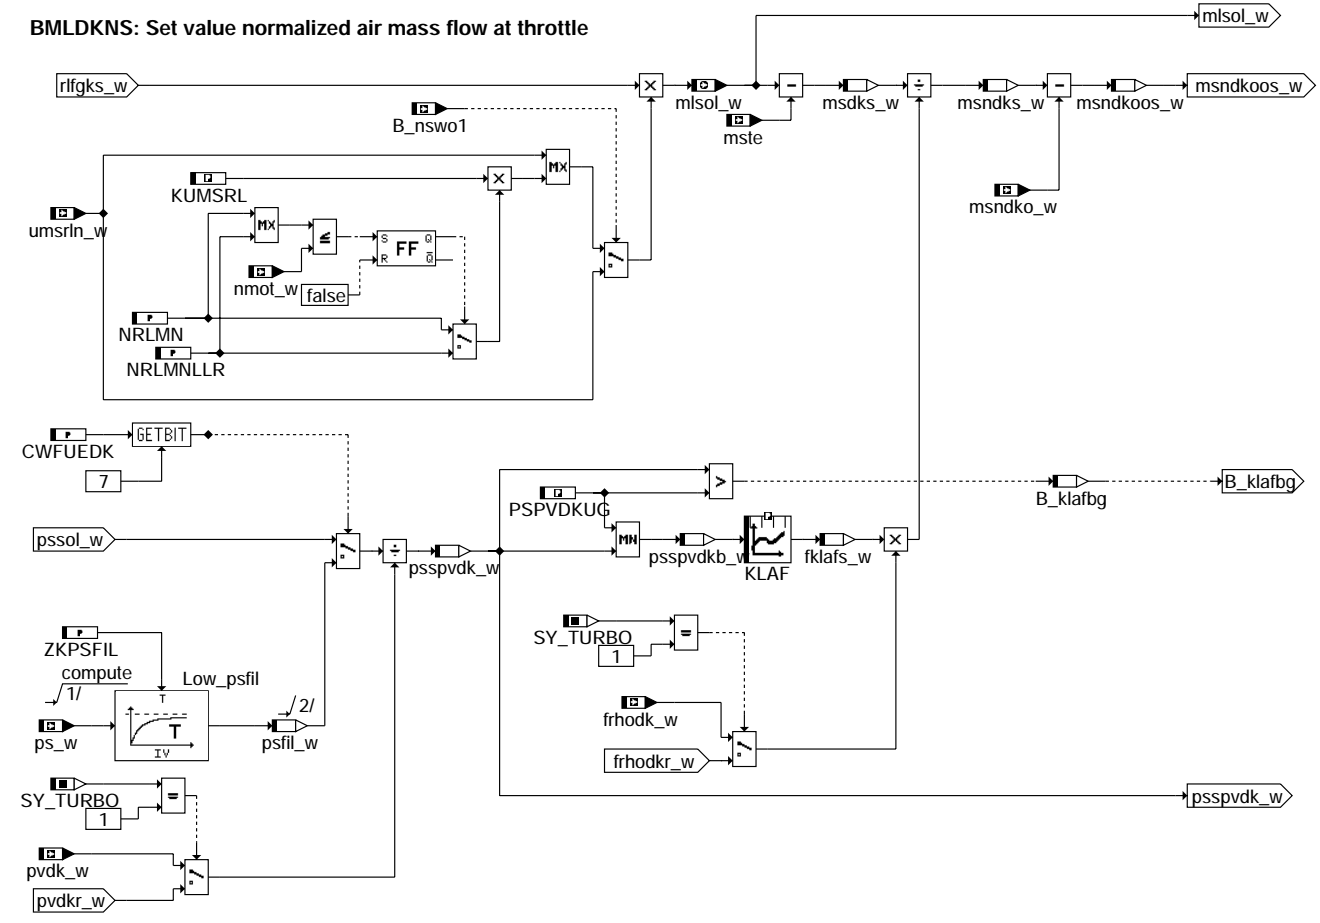 BMLDKNS: Set value normalized air mass flow at throttle
mlsol_w
rlfgks_w
mlsol_w
msdks_w
msndks_w
msndkoos_w
msndkoos_w
B_nswo1
mste
MX
KUMSRL
umsrln_w
MX
msndko_w
S Q
FF
R Q
nmot_w
false
NRLMN
NRLMNLLR
CWFUEDK
GETBIT
7
PSPVDKUG
B_klafbg
B_klafbg
pssol_w
MN
psspvdk_w
psspvdkb_w
KLAF
fklafs_w
ZKPSFIL
SY_TURBO
1
compute
1/
Low_psfil
T
2/
T
IV
ps_w
psfil_w
frhodk_w
frhodkr_w
SY_TURBO
1
psspvdk_w
pvdk_w
pvdkr_w